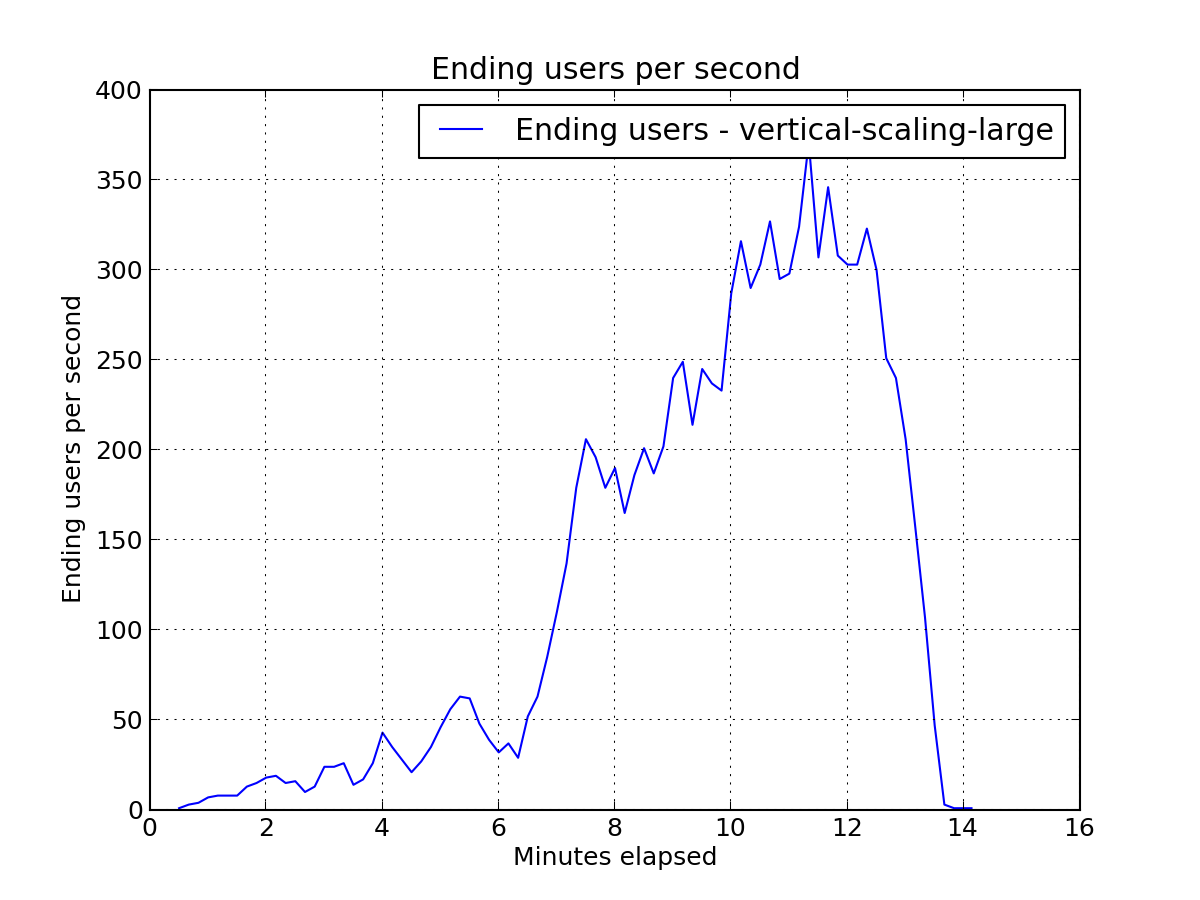 Ending users per second
Ending users - vertical-scaling-large
400
350
300
250
200
150
100
50
0
Ending users per second
0 2 4 6 8 10 12 14 16
Minutes elapsed